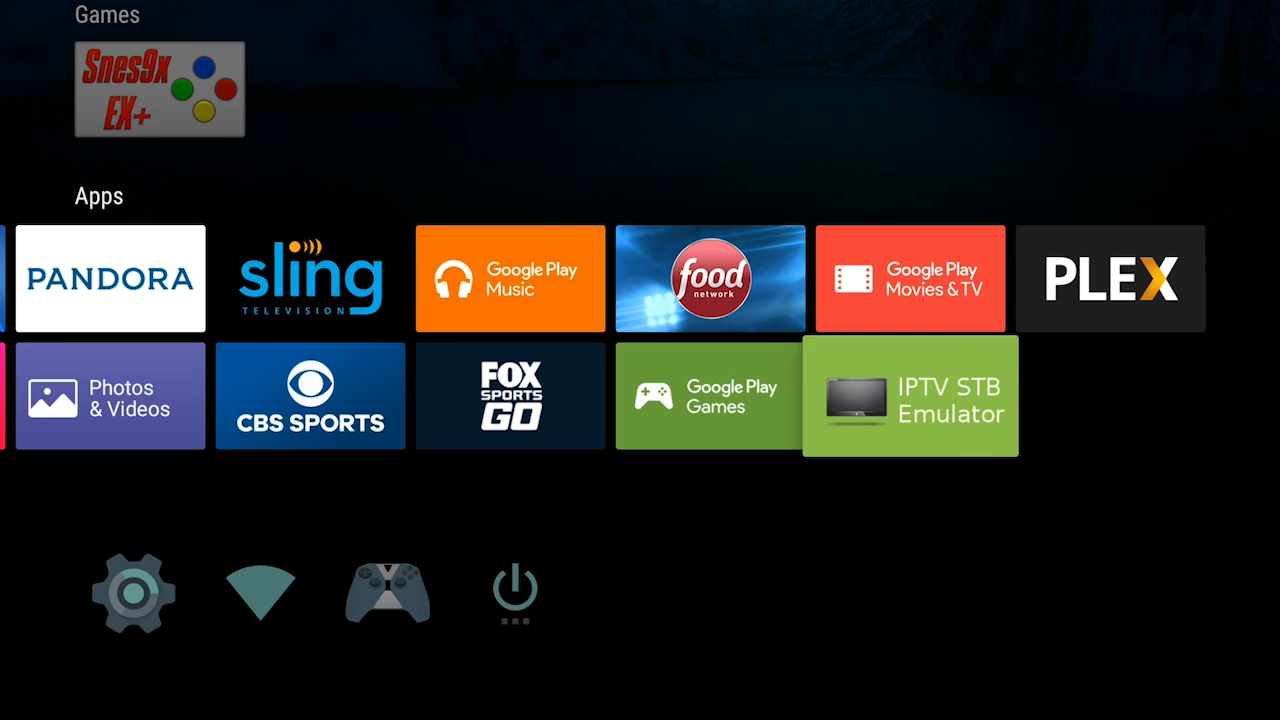 Games
Snes9x
EX+
Apps
PANDORA
sling
TELEVISION
Google Play
Music
food
network
Google Play
Movies & TV
PLEX
Photos
& Videos
CBS SPORTS
FOX
SPORTS
GO
Google Play
Games
IPTV STB
Emulator